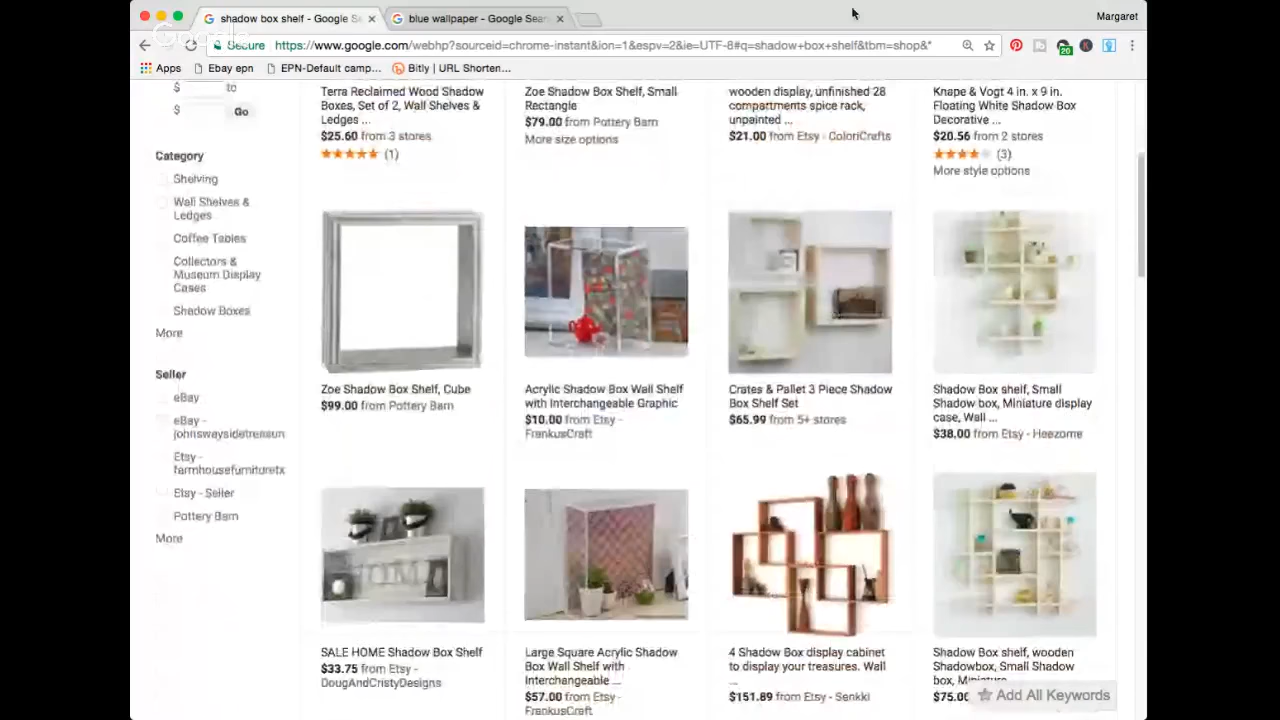 shadow box shelf - Google Se
blue wallpaper - Google Sear
Margaret
Google
Secure
https://www.google.com/webhp?sourceid=chrome-instant&ion=1&espv=2&ie=UTF-8#q=shadow+box+shelf&tbm=shop&*
20
Apps
Ebay epn
EPN-Default camp...
Bitly | URL Shorten...
$ to
$ Go
Category
Shelving
Wall Shelves &
Ledges
Coffee Tables
Collectors &
Museum Display
Cases
Shadow Boxes
More
Seller
eBay
eBay -
johnswaysidetreasun
Etsy -
farmhousefurnituretx
Etsy - Seller
Pottery Barn
More
Terra Reclaimed Wood Shadow
Boxes, Set of 2, Wall Shelves &
Ledges ...
$25.60 from 3 stores
(1)
Zoe Shadow Box Shelf, Small
Rectangle
$79.00 from Pottery Barn
More size options
wooden display, unfinished 28
compartments spice rack,
unpainted ...
$21.00 from Etsy - ColoriCrafts
Knape & Vogt 4 in. x 9 in.
Floating White Shadow Box
Decorative ...
$20.56 from 2 stores
(3)
More style options
Zoe Shadow Box Shelf, Cube
$99.00 from Pottery Barn
Acrylic Shadow Box Wall Shelf
with Interchangeable Graphic
$10.00 from Etsy -
FrankusCraft
Crates & Pallet 3 Piece Shadow
Box Shelf Set
$65.99 from 5+ stores
Shadow Box shelf, Small
Shadow box, Miniature display
case, Wall ...
$38.00 from Etsy - Heezome
SALE HOME Shadow Box Shelf
$33.75 from Etsy -
DougAndCristyDesigns
Large Square Acrylic Shadow
Box Wall Shelf with
Interchangeable ...
$57.00 from Etsy -
FrankusCraft
4 Shadow Box display cabinet
to display your treasures. Wall
...
$151.89 from Etsy - Senkki
Shadow Box shelf, wooden
Shadowbox, Small Shadow
box, Miniature
$75.00
Add All Keywords